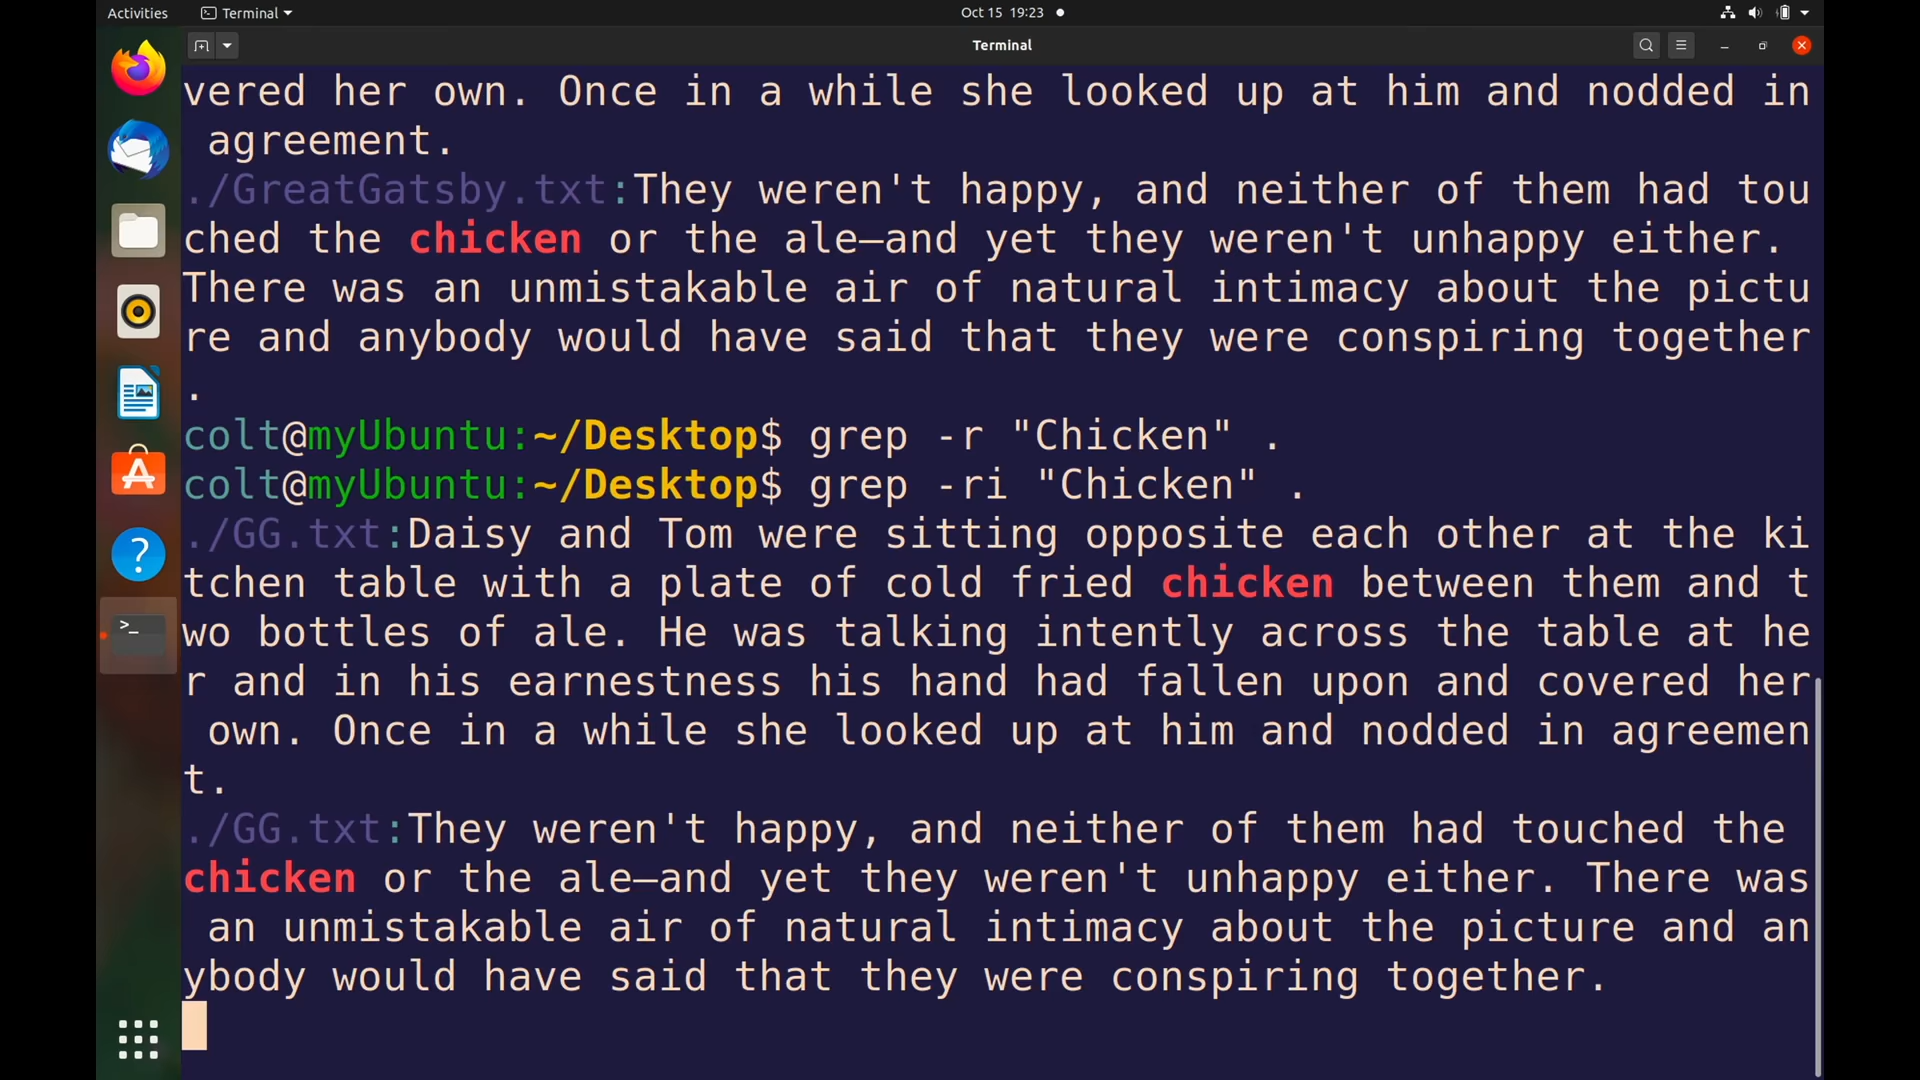 Activities Terminal Oct 15 19:23
Terminal
vered her own. Once in a while she looked up at him and nodded in
 agreement.
./GreatGatsby.txt:They weren't happy, and neither of them had tou
ched the chicken or the ale—and yet they weren't unhappy either.
There was an unmistakable air of natural intimacy about the pictu
re and anybody would have said that they were conspiring together
.
colt@myUbuntu:~/Desktop$ grep -r "Chicken" .
colt@myUbuntu:~/Desktop$ grep -ri "Chicken" .
./GG.txt:Daisy and Tom were sitting opposite each other at the ki
tchen table with a plate of cold fried chicken between them and t
wo bottles of ale. He was talking intently across the table at he
r and in his earnestness his hand had fallen upon and covered her
 own. Once in a while she looked up at him and nodded in agreemen
t.
./GG.txt:They weren't happy, and neither of them had touched the
chicken or the ale—and yet they weren't unhappy either. There was
 an unmistakable air of natural intimacy about the picture and an
ybody would have said that they were conspiring together.